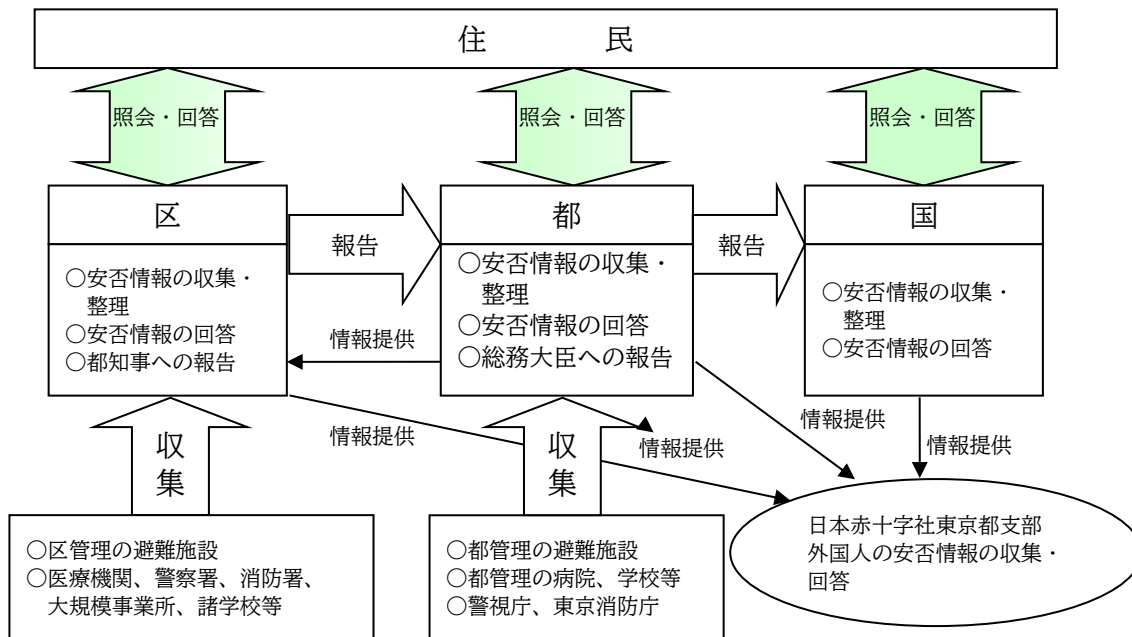 住　　　民
照会・回答
照会・回答
照会・回答
区
報告
都
報告
国
○安否情報の収集・
整理
○安否情報の回答
○都知事への報告
○安否情報の収集・
整理
○安否情報の回答
○総務大臣への報告
○安否情報の収集・
整理
○安否情報の回答
情報提供
情報提供
情報提供
情報提供
情報提供
収
集
収
集
○区管理の避難施設
○医療機関、警察署、消防署、
大規模事業所、諸学校等
○都管理の避難施設
○都管理の病院、学校等
○警視庁、東京消防庁
日本赤十字社東京都支部
外国人の安否情報の収集・
回答